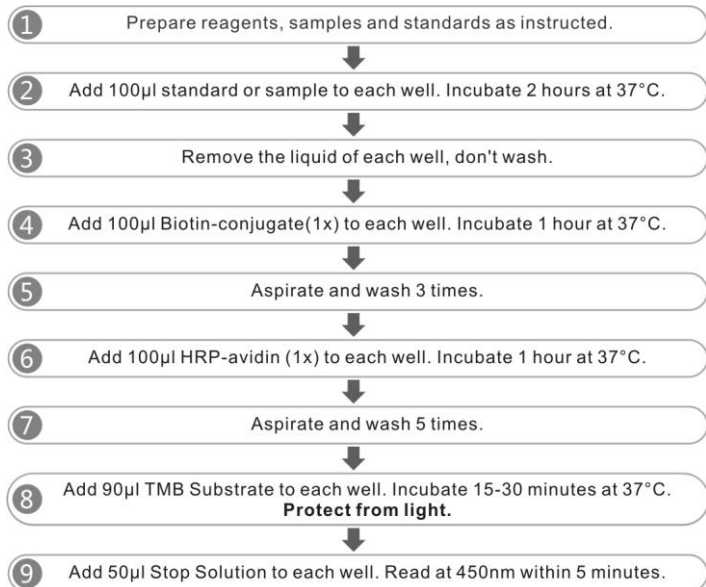 1 Prepare reagents, samples and standards as instructed.
2 Add 100μl standard or sample to each well. Incubate 2 hours at 37°C.
3 Remove the liquid of each well, don't wash.
4 Add 100μl Biotin-conjugate(1x) to each well. Incubate 1 hour at 37°C.
5 Aspirate and wash 3 times.
6 Add 100μl HRP-avidin (1x) to each well. Incubate 1 hour at 37°C.
7 Aspirate and wash 5 times.
8 Add 90μl TMB Substrate to each well. Incubate 15-30 minutes at 37°C.
Protect from light.
9 Add 50μl Stop Solution to each well. Read at 450nm within 5 minutes.